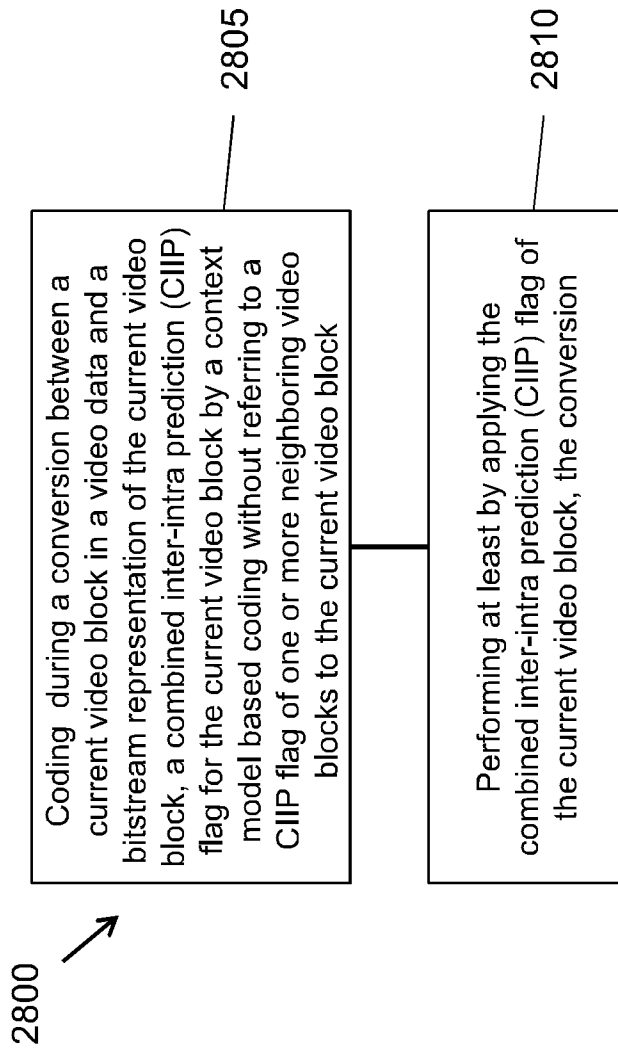 2800
Coding during a conversion between a
current video block in a video data and a
bitstream representation of the current video
block, a combined inter-intra prediction (CIIP)
flag for the current video block by a context
model based coding without referring to a
CIIP flag of one or more neighboring video
blocks to the current video block
2805
Performing at least by applying the
combined inter-intra prediction (CIIP) flag of
the current video block, the conversion
2810